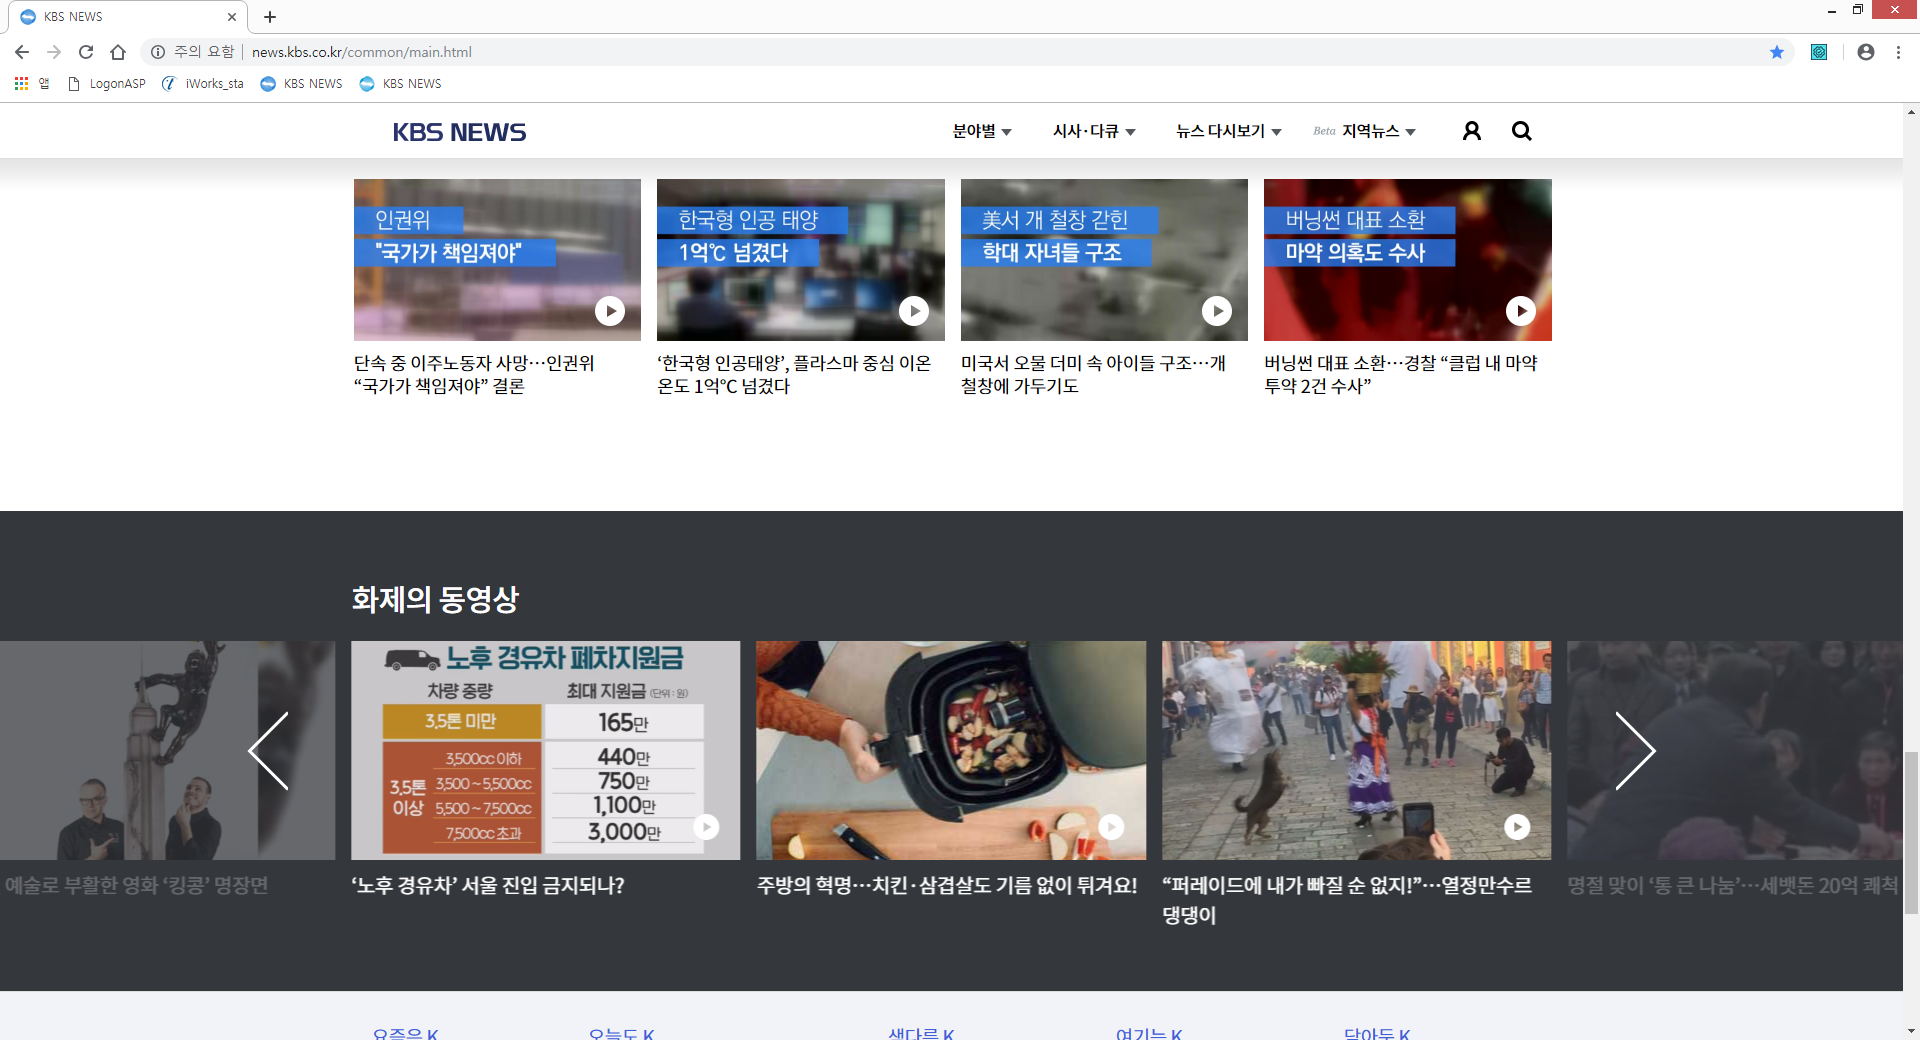 KBS NEWS
주의 요함 news.kbs.co.kr/common/main.html
앱 LogonASP iWorks_sta KBS NEWS KBS NEWS
KBS NEWS 분야별 시사·다큐 뉴스 다시보기 Beta 지역뉴스
인권위
"국가가 책임져야"
한국형 인공 태양
1억℃ 넘겼다
美서 개 철창 갇힌
학대 자녀들 구조
버닝썬 대표 소환
마약 의혹도 수사
단속 중 이주노동자 사망…인권위
“국가가 책임져야” 결론
‘한국형 인공태양’, 플라스마 중심 이온
온도 1억℃ 넘겼다
미국서 오물 더미 속 아이들 구조…개
철창에 가두기도
버닝썬 대표 소환…경찰 “클럽 내 마약
투약 2건 수사”
화제의 동영상
노후 경유차 폐차지원금
차량 중량 최대 지원금 (단위 : 원)
3.5톤 미만 165만
3.5톤 이상
3,500cc 이하 440만
3,500 ~ 5,500cc 750만
5,500 ~ 7,500cc 1,100만
7,500cc 초과 3,000만
예술로 부활한 영화 ‘킹콩’ 명장면
‘노후 경유차’ 서울 진입 금지되나?
주방의 혁명…치킨·삼겹살도 기름 없이 튀겨요!
“퍼레이드에 내가 빠질 순 없지!”…열정만수르
댕댕이
명절 맞이 ‘통 큰 나눔’…세뱃돈 20억 쾌척
요즘은 K 오늘도 K 색다른 K 여기는 K 담아둔 K